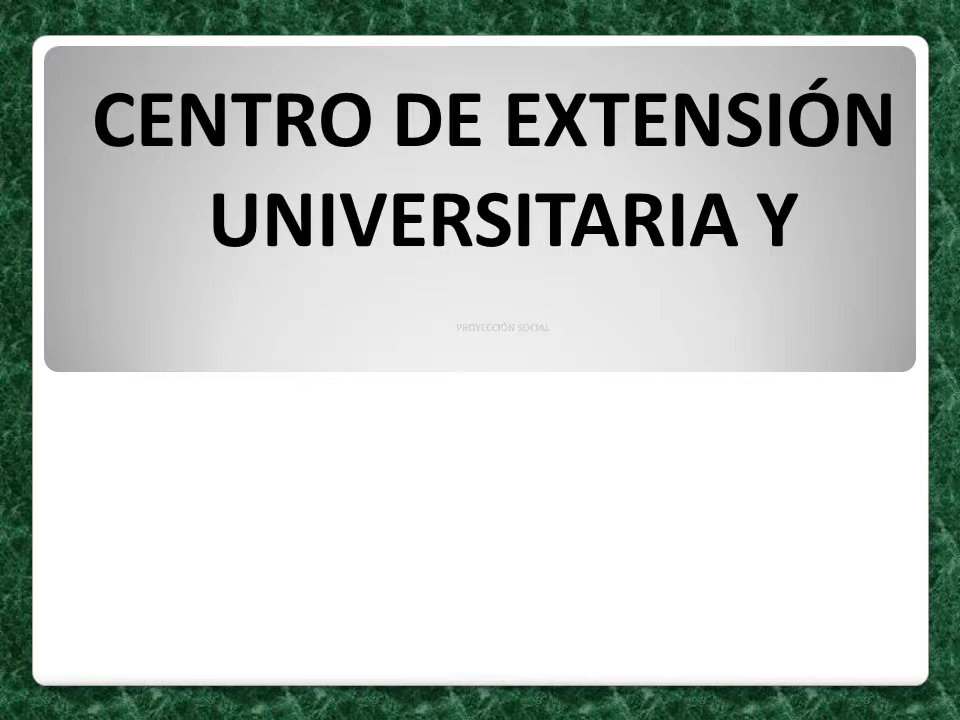 CENTRO DE EXTENSIÓN
UNIVERSITARIA Y
PROYECCIÓN SOCIAL